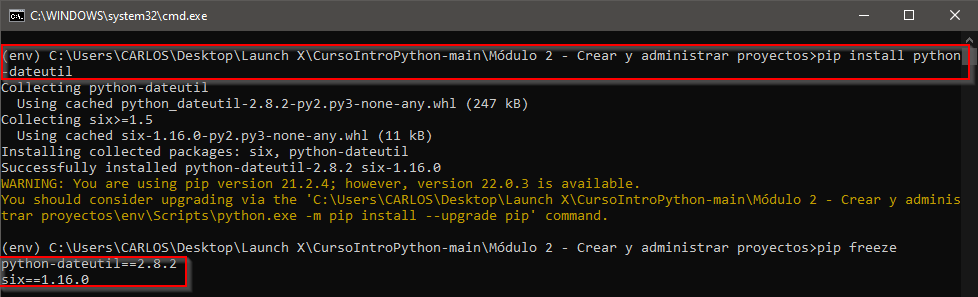 C:\WINDOWS\system32\cmd.exe
(env) C:\Users\CARLOS\Desktop\Launch X\CursoIntroPython-main\Módulo 2 - Crear y administrar proyectos>pip install python
-dateutil
Collecting python-dateutil
  Using cached python_dateutil-2.8.2-py2.py3-none-any.whl (247 kB)
Collecting six>=1.5
  Using cached six-1.16.0-py2.py3-none-any.whl (11 kB)
Installing collected packages: six, python-dateutil
Successfully installed python-dateutil-2.8.2 six-1.16.0
WARNING: You are using pip version 21.2.4; however, version 22.0.3 is available.
You should consider upgrading via the 'C:\Users\CARLOS\Desktop\Launch X\CursoIntroPython-main\Módulo 2 - Crear y adminis
trar proyectos\env\Scripts\python.exe -m pip install --upgrade pip' command.
(env) C:\Users\CARLOS\Desktop\Launch X\CursoIntroPython-main\Módulo 2 - Crear y administrar proyectos>pip freeze
python-dateutil==2.8.2
six==1.16.0